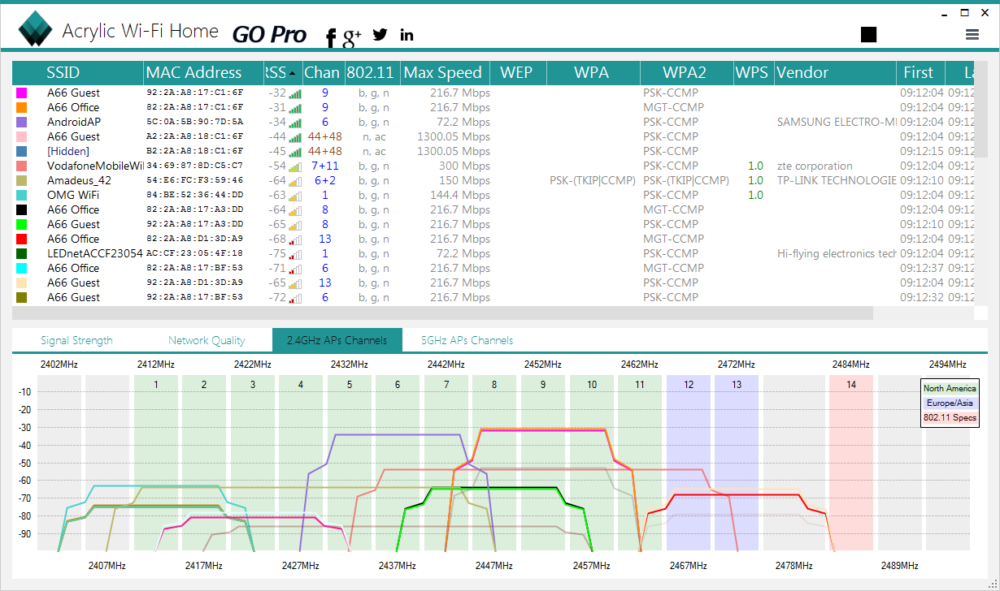 Acrylic Wi-Fi Home GO Pro f g+ in
SSID MAC Address RSS Chan 802.11 Max Speed WEP WPA WPA2 WPS Vendor First La
A66 Guest 92:2A:A8:17:C1:6F -32 9 b, g, n 216.7 Mbps PSK-CCMP 09:12:04 09:12
A66 Office 82:2A:A8:17:C1:6F -31 9 b, g, n 216.7 Mbps MGT-CCMP 09:12:04 09:12
AndroidAP 5C:0A:5B:90:7D:5A -34 6 b, g, n 72.2 Mbps PSK-CCMP SAMSUNG ELECTRO-ME 09:12:04 09:12
A66 Guest A2:2A:A8:18:C1:6F -44 44+48 n, ac 1300.05 Mbps PSK-CCMP 09:12:04 09:12
[Hidden] B2:2A:A8:18:C1:6F -45 44+48 n, ac 1300.05 Mbps PSK-CCMP 09:12:15 09:12
VodafoneMobileWiF 34:69:87:8D:C5:C7 -54 7+11 b, g, n 300 Mbps PSK-CCMP 1.0 zte corporation 09:12:04 09:12
Amadeus_42 54:E6:FC:F3:59:46 -64 6+2 b, g, n 150 Mbps PSK-(TKIP|CCMP) PSK-(TKIP|CCMP) 1.0 TP-LINK TECHNOLOGIE 09:12:10 09:12
OMG WiFi 84:BE:52:36:44:DD -63 1 b, g, n 144.4 Mbps PSK-CCMP 1.0 09:12:04 09:12
A66 Office 82:2A:A8:17:A3:DD -64 8 b, g, n 216.7 Mbps MGT-CCMP 09:12:04 09:12
A66 Guest 92:2A:A8:17:A3:DD -65 8 b, g, n 216.7 Mbps PSK-CCMP 09:12:10 09:12
A66 Office 82:2A:A8:D1:3D:A9 -68 13 b, g, n 216.7 Mbps MGT-CCMP 09:12:04 09:12
LEDnetACCF23054 AC:CF:23:05:4F:18 -75 1 b, g, n 72.2 Mbps PSK-CCMP Hi-flying electronics tech 09:12:04 09:12
A66 Office 82:2A:A8:17:BF:53 -71 6 b, g, n 216.7 Mbps MGT-CCMP 09:12:37 09:12
A66 Guest 92:2A:A8:D1:3D:A9 -65 13 b, g, n 216.7 Mbps PSK-CCMP 09:12:04 09:12
A66 Guest 92:2A:A8:17:BF:53 -72 6 b, g, n 216.7 Mbps PSK-CCMP 09:12:32 09:12
Signal Strength Network Quality 2.4GHz APs Channels 5GHz APs Channels
2402MHz 2412MHz 2422MHz 2432MHz 2442MHz 2452MHz 2462MHz 2472MHz 2484MHz 2494MHz
1 2 3 4 5 6 7 8 9 10 11 12 13 14
North America
Europe/Asia
802.11 Specs
-10
-20
-30
-40
-50
-60
-70
-80
-90
2407MHz 2417MHz 2427MHz 2437MHz 2447MHz 2457MHz 2467MHz 2478MHz 2489MHz